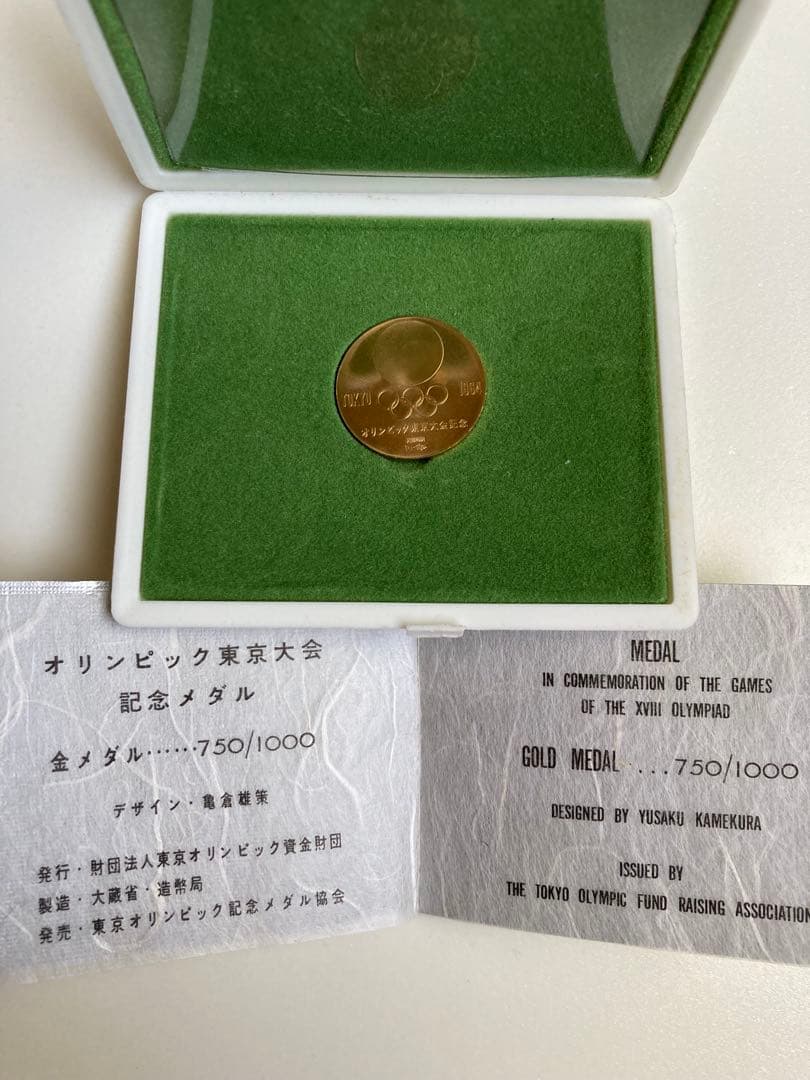 TOKYO 1964
オリンピック東京大会記念
オリンピック東京大会
記念メダル
金メダル……750/1000
デザイン・亀倉雄策
発行・財団法人東京オリンピック資金財団
製造・大蔵省・造幣局
発売・東京オリンピック記念メダル協会
MEDAL
IN COMMEMORATION OF THE GAMES
OF THE XVIII OLYMPIAD
GOLD MEDAL ....750/1000
DESIGNED BY YUSAKU KAMEKURA
ISSUED BY
THE TOKYO OLYMPIC FUND RAISING ASSOCIATION